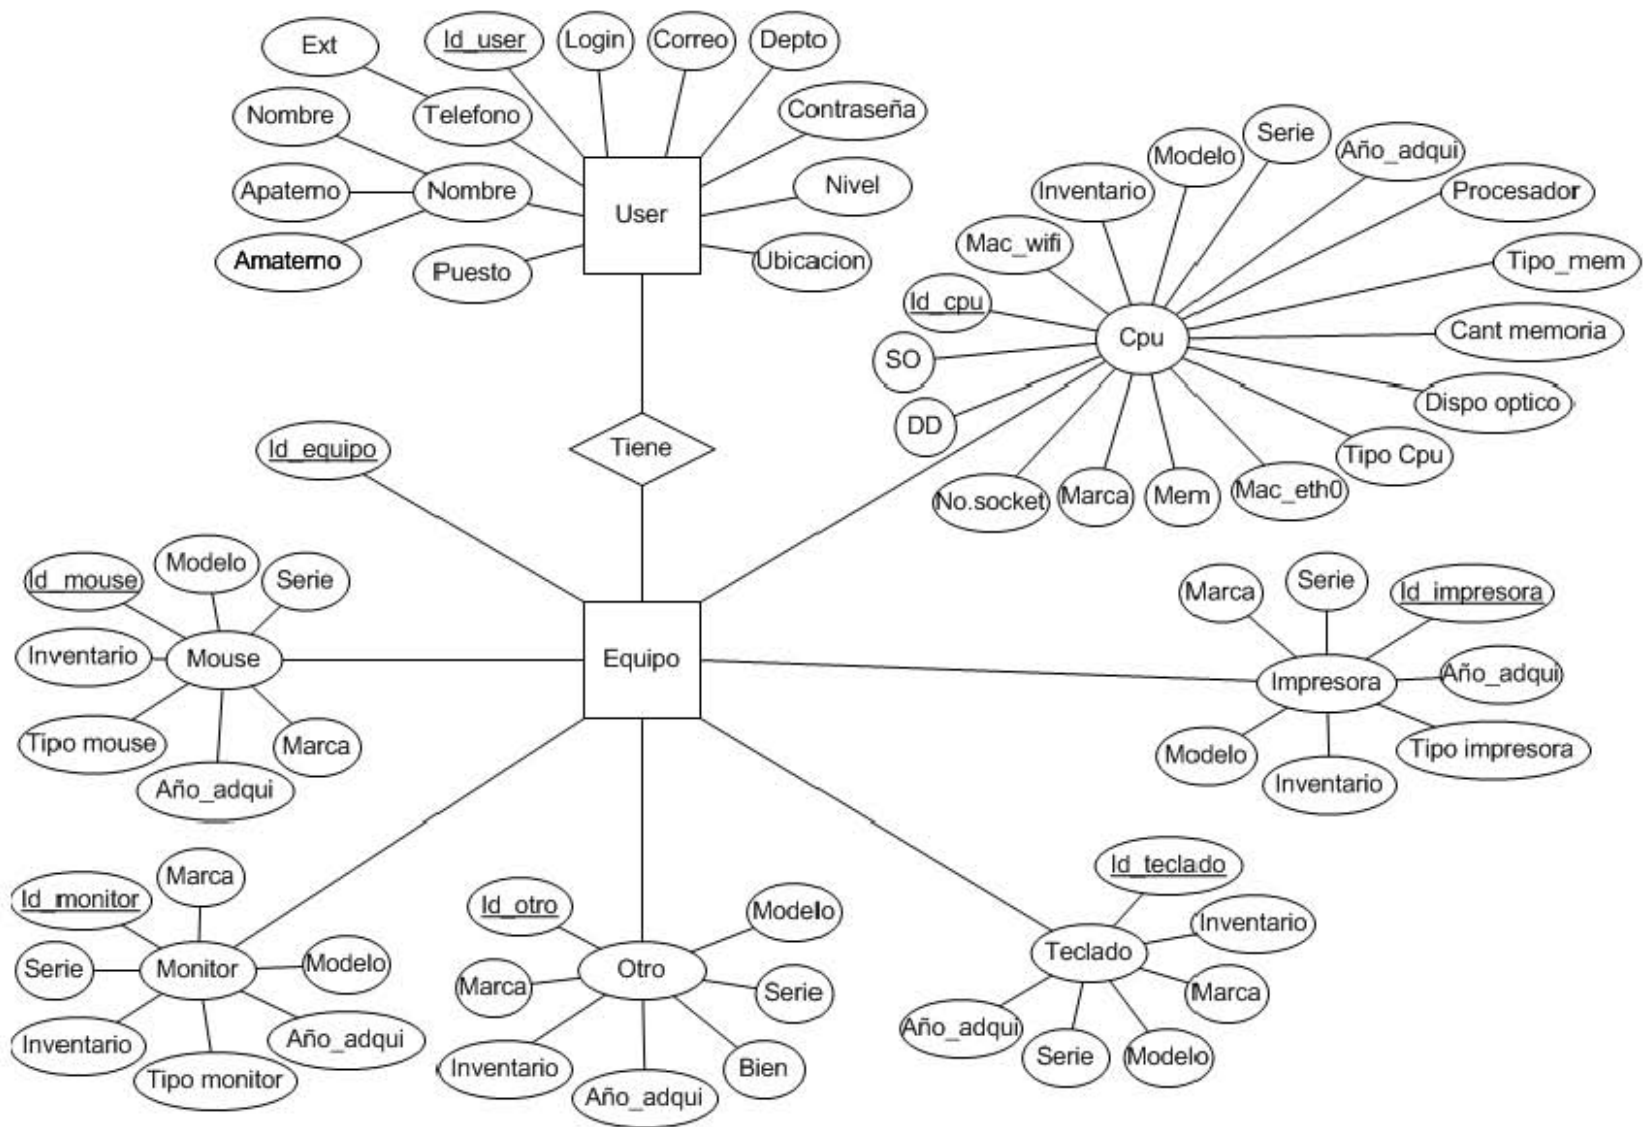 Ext
Id_user
Login
Correo
Depto
Nombre
Telefono
Contraseña
Apaterno
Nombre
User
Nivel
Amaterno
Puesto
Ubicacion
Serie
Modelo
Año_adqui
Inventario
Procesador
Mac_wifi
Tipo_mem
Id_cpu
Cpu
Cant memoria
SO
Dispo optico
DD
Tipo Cpu
No.socket
Marca
Mem
Mac_eth0
Tiene
Id_equipo
Modelo
Id_mouse
Serie
Inventario
Mouse
Equipo
Tipo mouse
Marca
Año_adqui
Serie
Marca
Id_impresora
Impresora
Año_adqui
Modelo
Tipo impresora
Inventario
Marca
Id_monitor
Serie
Monitor
Modelo
Inventario
Año_adqui
Tipo monitor
Id_otro
Modelo
Otro
Marca
Serie
Inventario
Bien
Año_adqui
Id_teclado
Inventario
Teclado
Marca
Año_adqui
Serie
Modelo